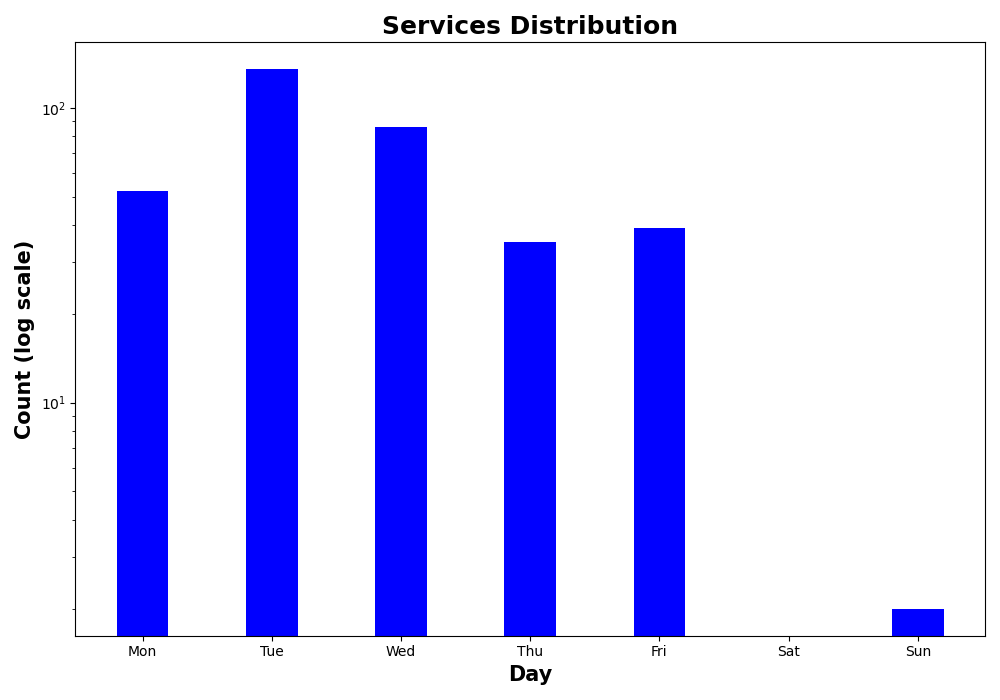 Services Distribution
Count (log scale)
10²
10¹
Mon Tue Wed Thu Fri Sat Sun
Day